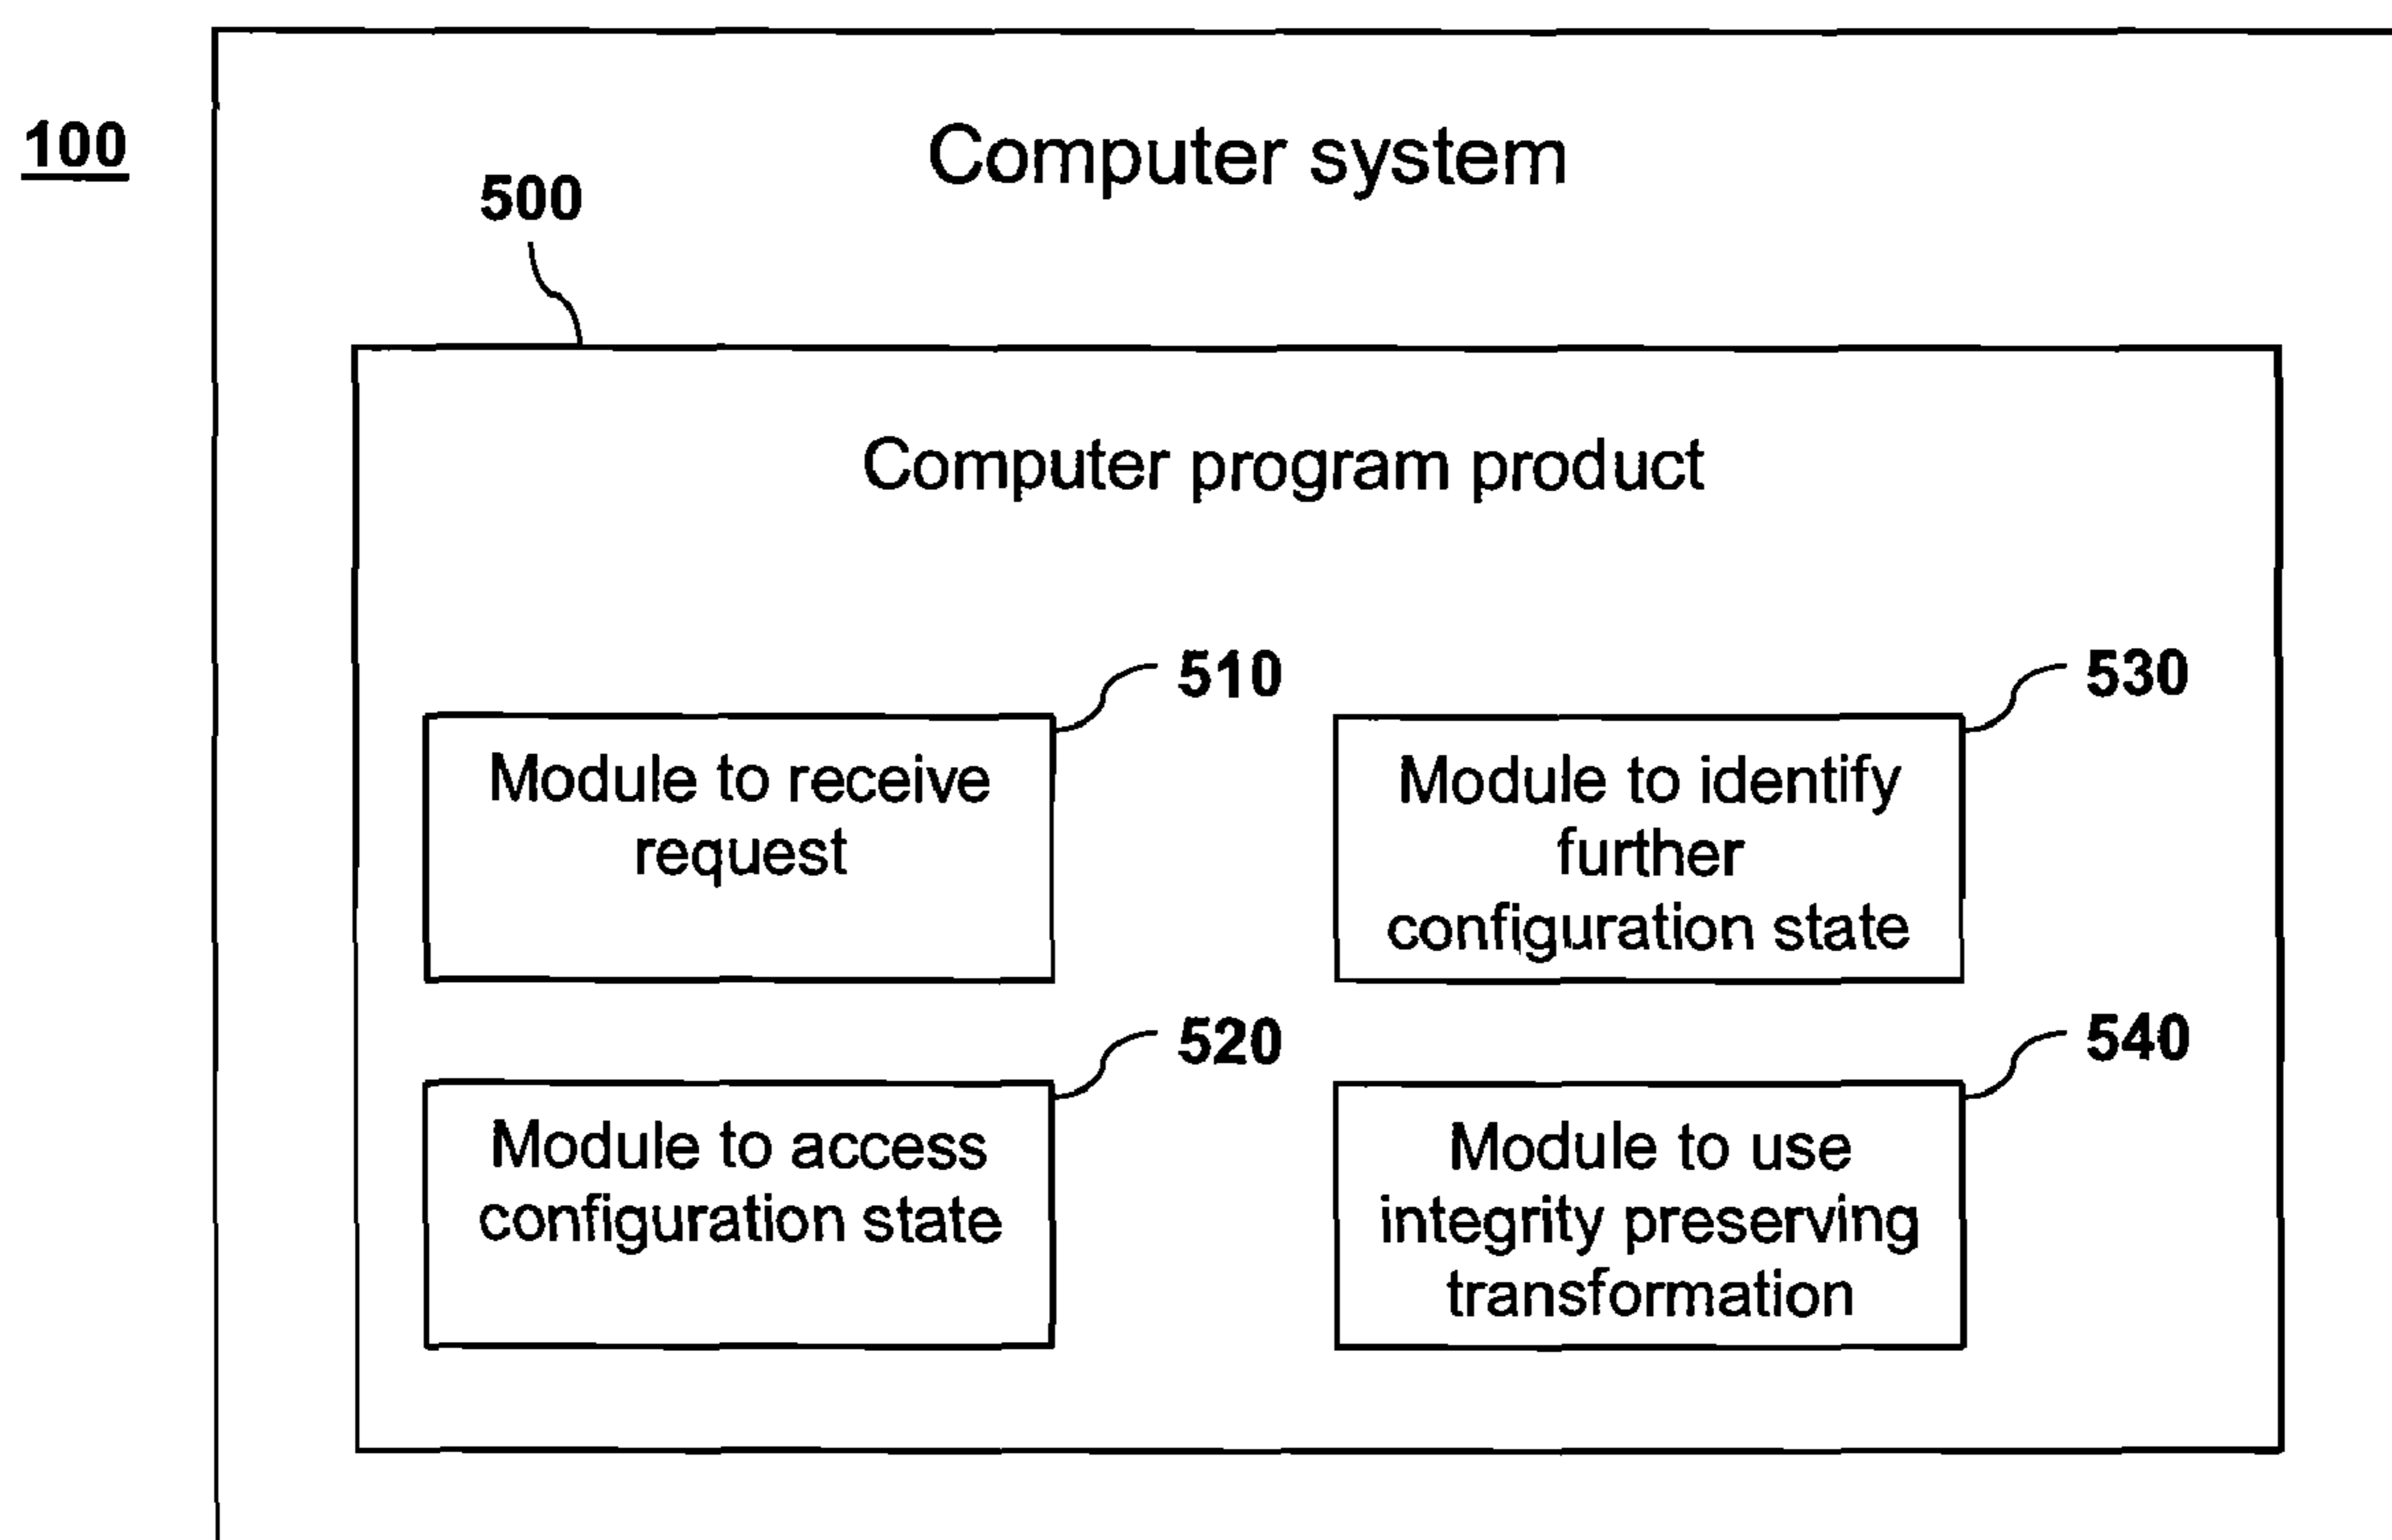 100
Computer system
500
Computer program product
510
Module to receive
request
530
Module to identify
further
configuration state
520
Module to access
configuration state
540
Module to use
integrity preserving
transformation